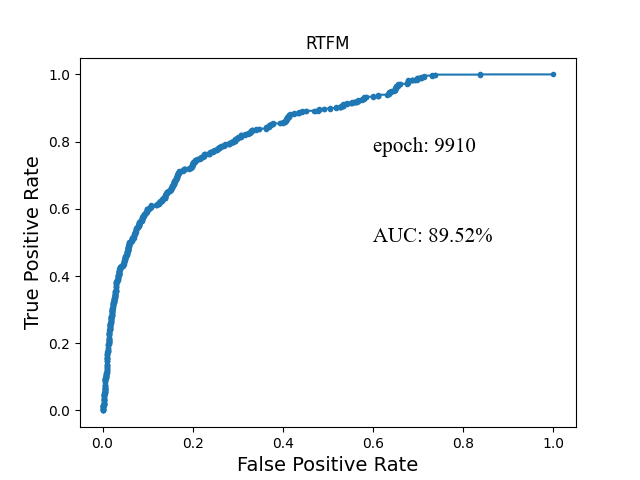 RTFM
1.0
0.8
0.6
0.4
0.2
0.0
True Positive Rate
epoch: 9910
AUC: 89.52%
0.0 0.2 0.4 0.6 0.8 1.0
False Positive Rate